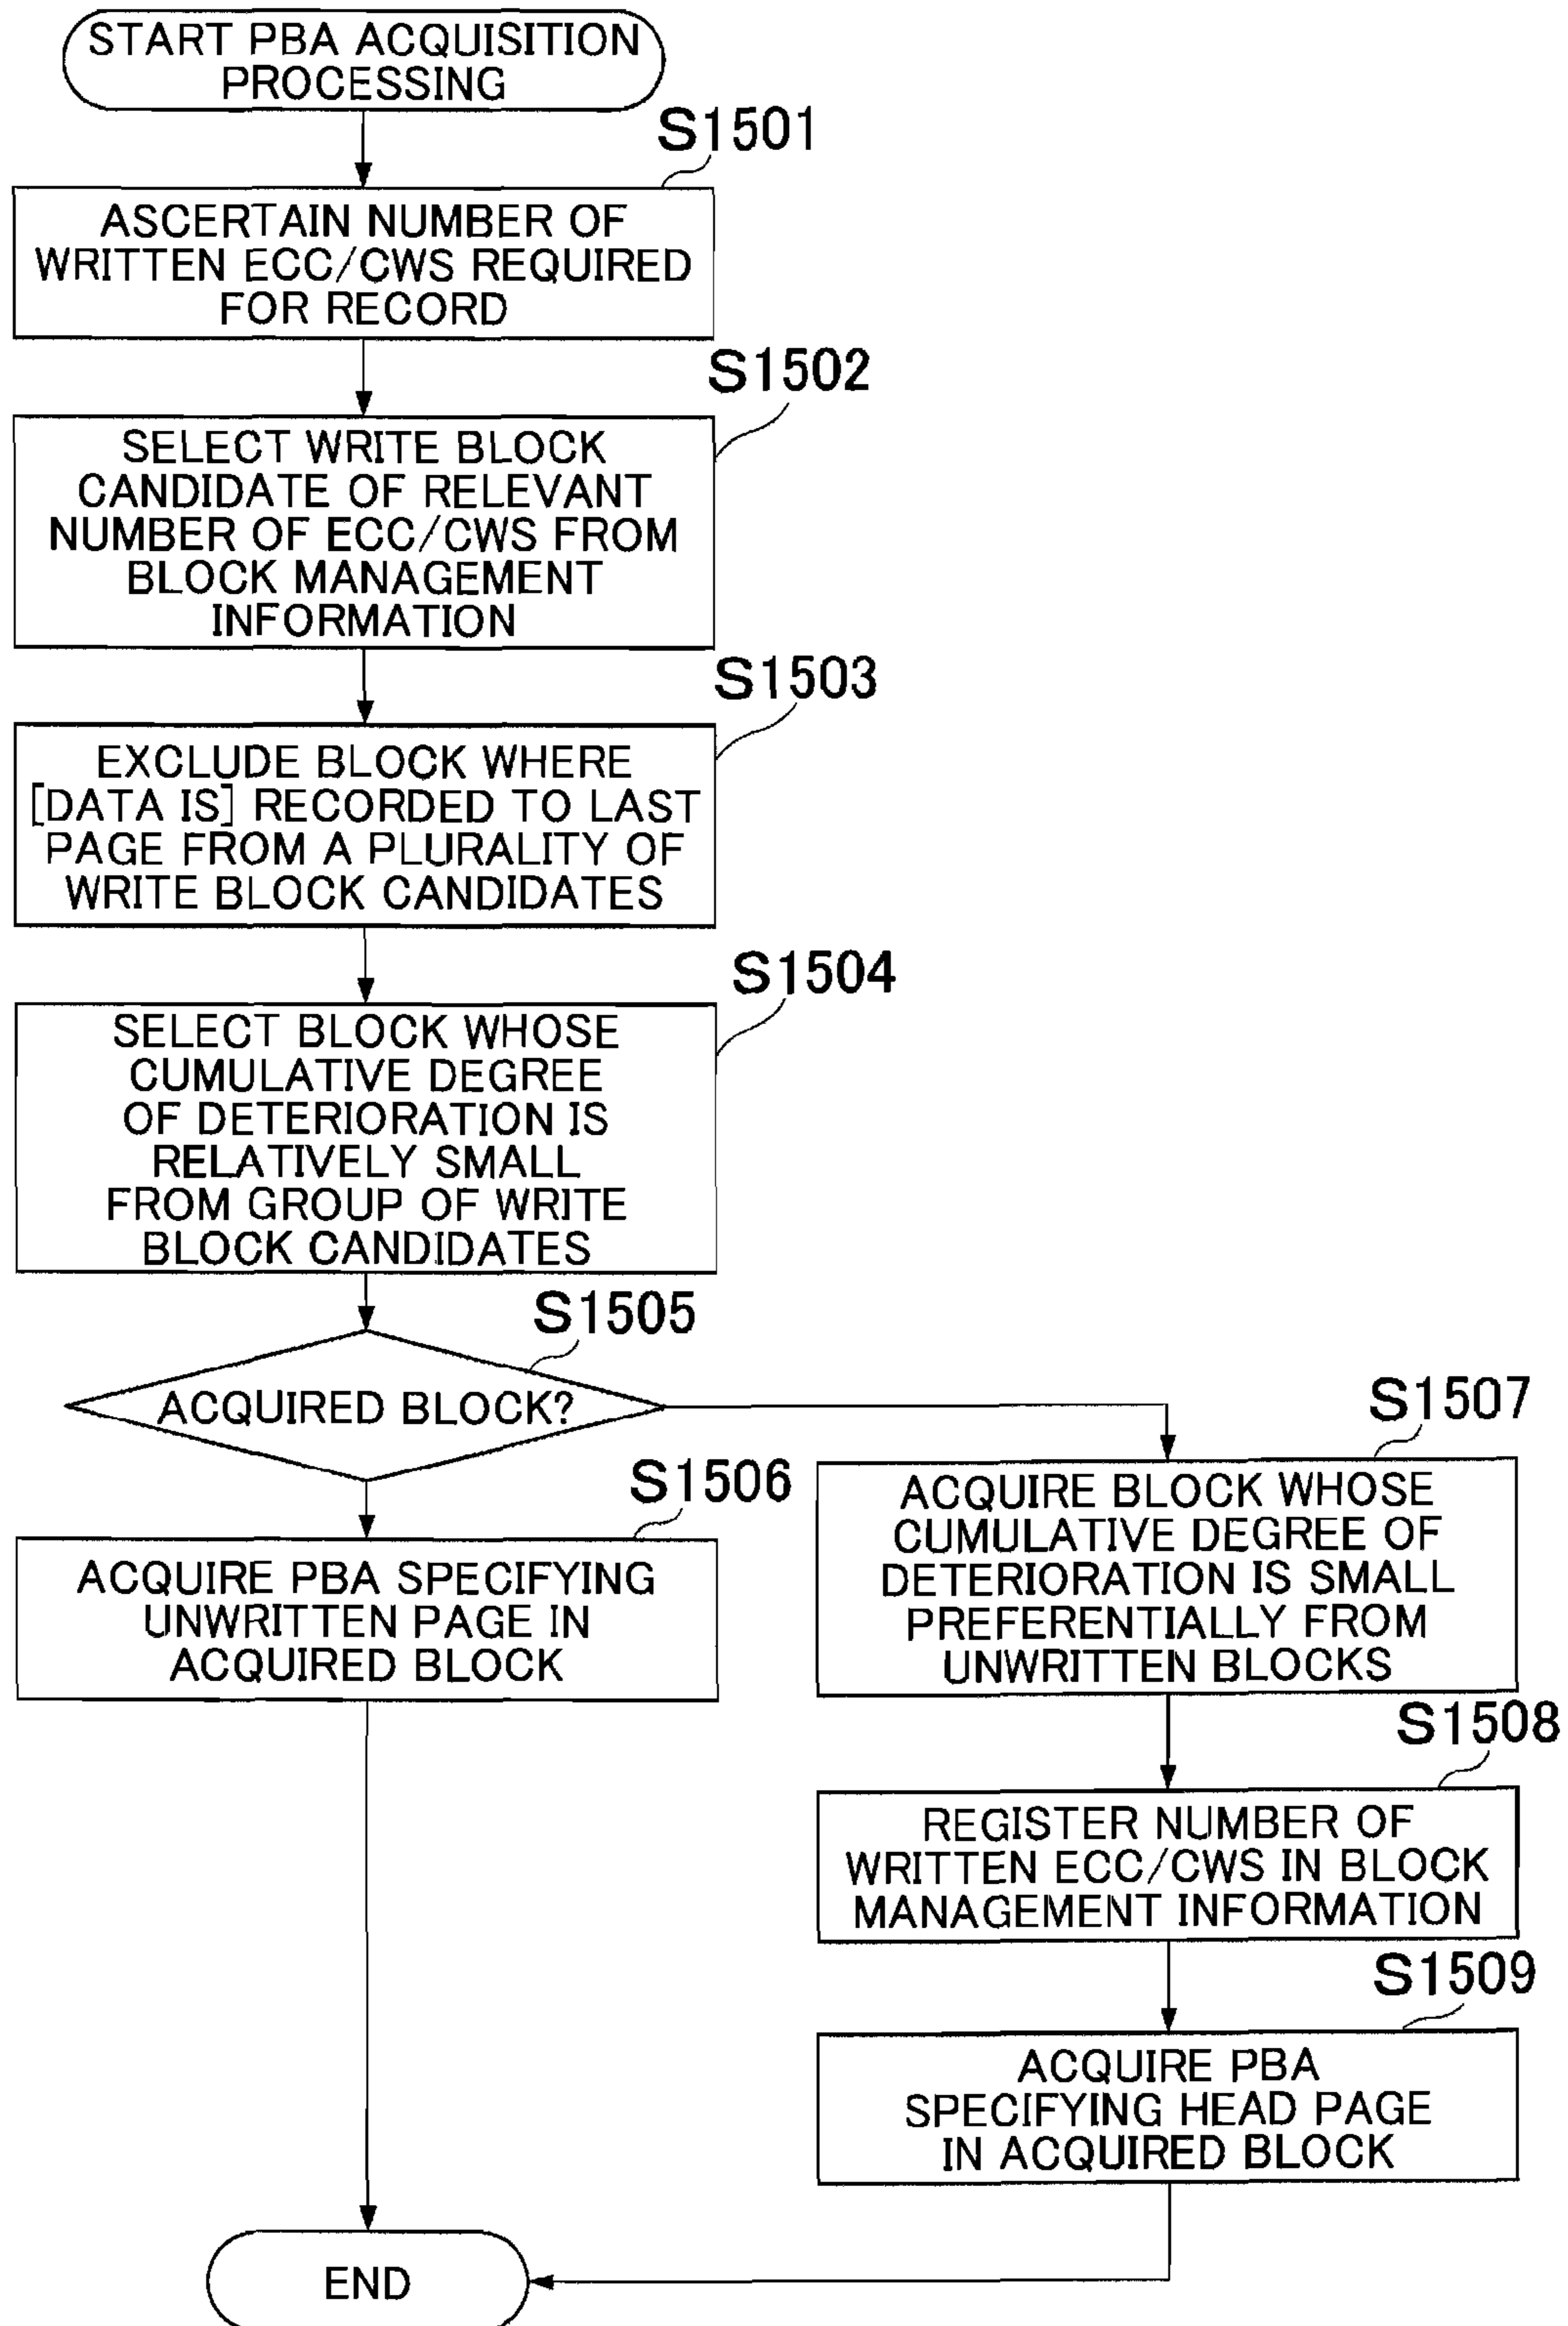 START PBA ACQUISITION
PROCESSING
S1501
ASCERTAIN NUMBER OF
WRITTEN ECC/CWS REQUIRED
FOR RECORD
S1502
SELECT WRITE BLOCK
CANDIDATE OF RELEVANT
NUMBER OF ECC/CWS FROM
BLOCK MANAGEMENT
INFORMATION
S1503
EXCLUDE BLOCK WHERE
[DATA IS] RECORDED TO LAST
PAGE FROM A PLURALITY OF
WRITE BLOCK CANDIDATES
S1504
SELECT BLOCK WHOSE
CUMULATIVE DEGREE
OF DETERIORATION IS
RELATIVELY SMALL
FROM GROUP OF WRITE
BLOCK CANDIDATES
S1505
ACQUIRED BLOCK?
S1506
ACQUIRE PBA SPECIFYING
UNWRITTEN PAGE IN
ACQUIRED BLOCK
S1507
ACQUIRE BLOCK WHOSE
CUMULATIVE DEGREE OF
DETERIORATION IS SMALL
PREFERENTIALLY FROM
UNWRITTEN BLOCKS
S1508
REGISTER NUMBER OF
WRITTEN ECC/CWS IN BLOCK
MANAGEMENT INFORMATION
S1509
ACQUIRE PBA
SPECIFYING HEAD PAGE
IN ACQUIRED BLOCK
END